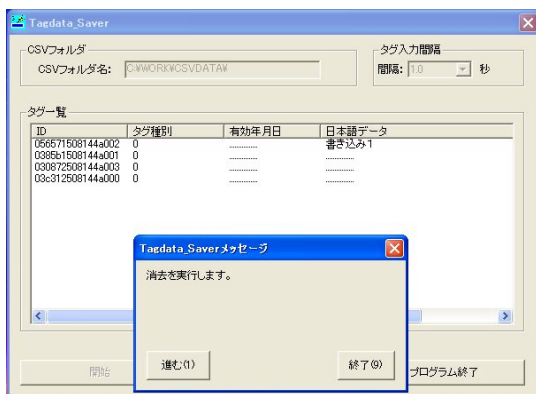 Tagdata_Saver
CSVフォルダ
CSVフォルダ名: C:¥WORK¥CSVDATA¥
タグ入力間隔
間隔: 1.0 秒
タグ一覧
ID タグ種別 有効年月日 日本語データ
056571508144a002 0 ............ 書き込み1
0385b1508144a001 0 ............ ............
030872508144a003 0 ............ ............
03c312508144a000 0 ............ ............
Tagdata_Saverメッセージ
消去を実行します。
進む(1) 終了(9)
開始 プログラム終了